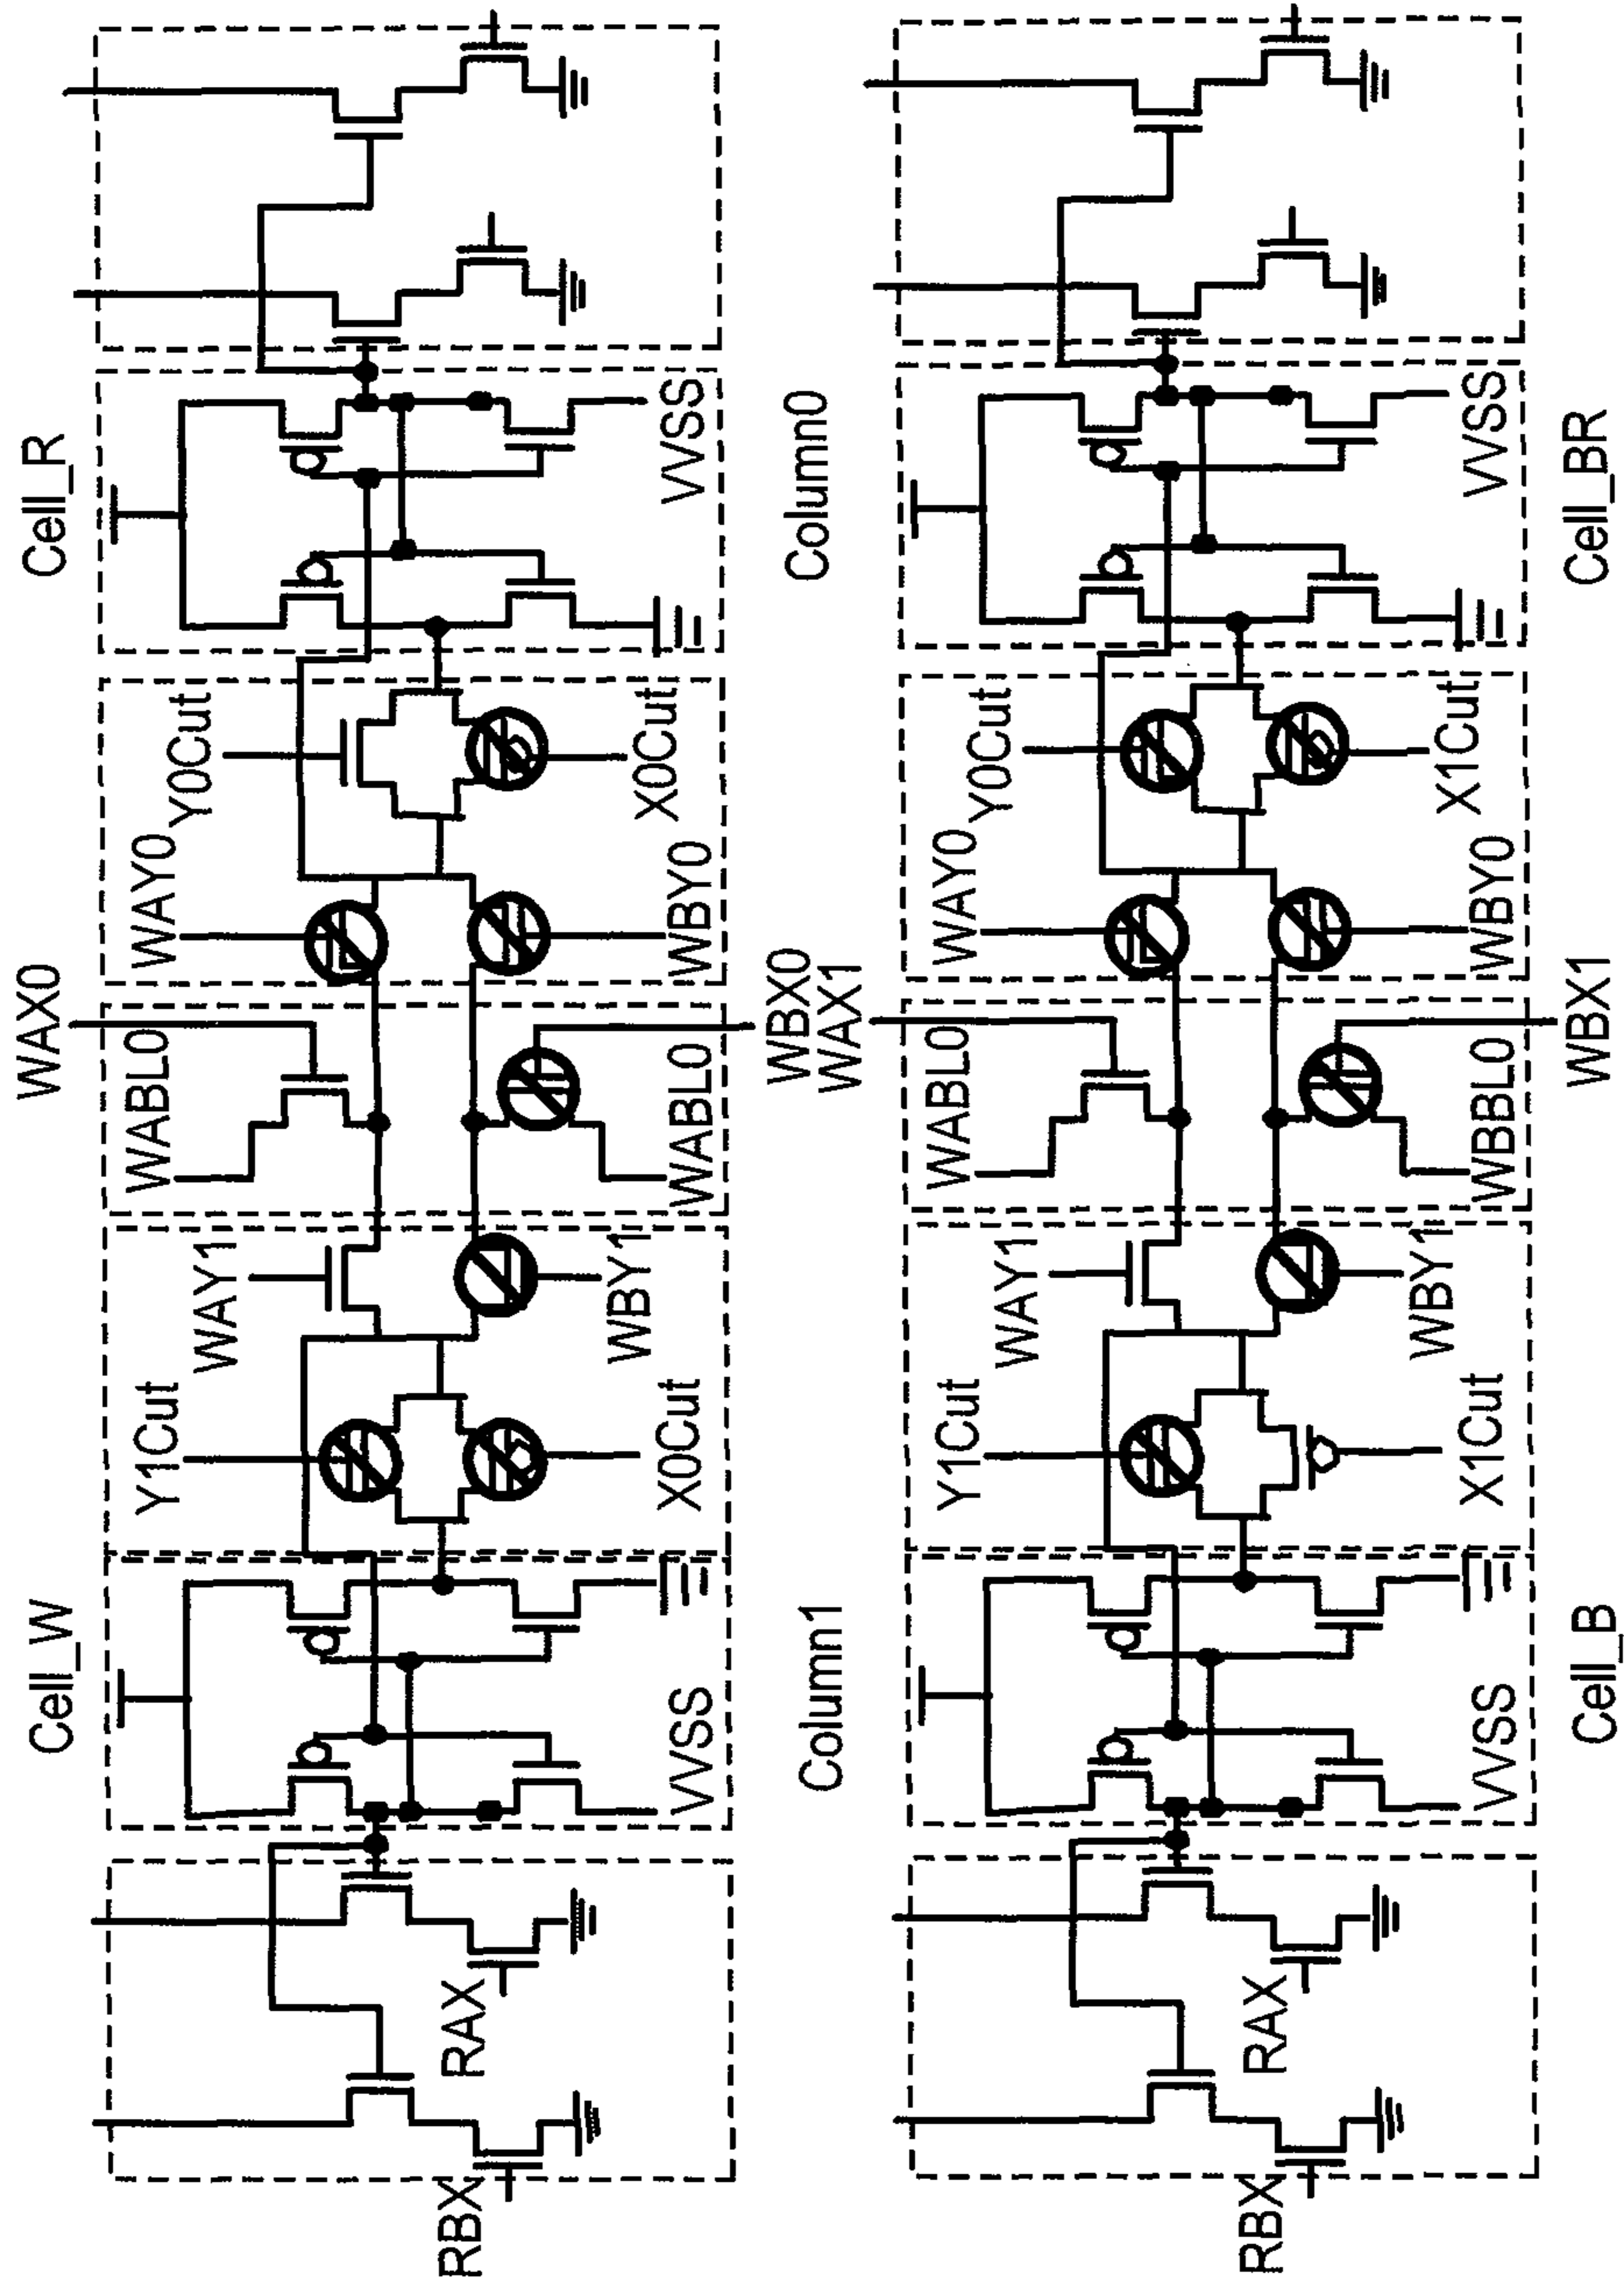 Cell_W
WAX0
Cell_R
Y1Cut
WAY1
WABL0
WAY0
Y0Cut
RBX
RAX
VVSS
X0Cut
WBY1
WABL0
WBY0
X0Cut
VVSS
WBX0
Column1
WAX1
Column0
Y1Cut
WAY1
WABL0
WAY0
Y0Cut
RBX
RAX
VVSS
X1Cut
WBY1
WBBL0
WBY0
X1Cut
VVSS
Cell_B
WBX1
Cell_BR